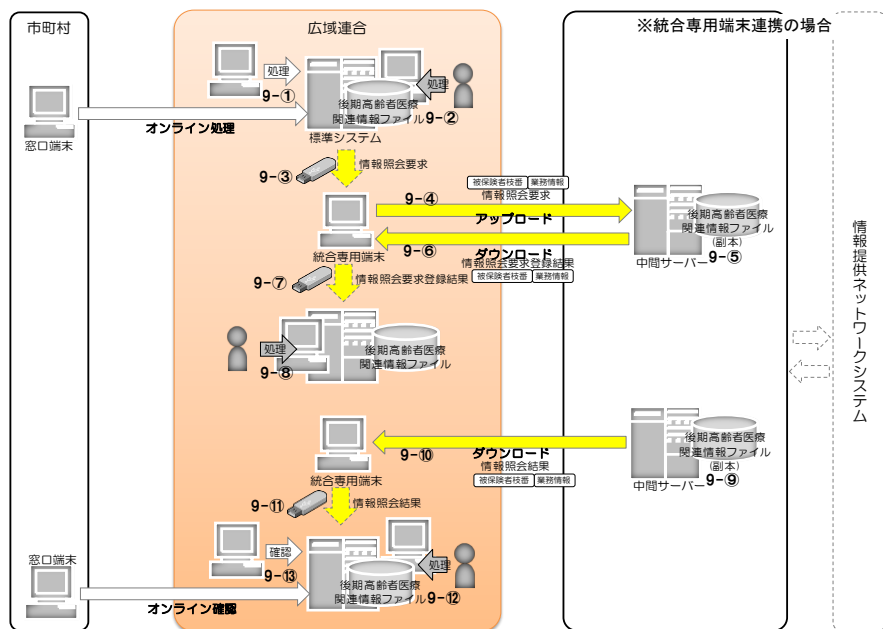 市町村
広域連合
※統合専用端末連携の場合
処理
9-①
処理
後期高齢者医療
関連情報ファイル
9-②
標準システム
窓口端末
オンライン処理
9-③
情報照会要求
9-④
被保険者枝番
業務情報
情報照会要求
アップロード
統合専用端末
9-⑥
ダウンロード
情報照会要求登録結果
被保険者枝番
業務情報
後期高齢者医療
関連情報ファイル
(副本)
中間サーバー
9-⑤
9-⑦
情報照会要求登録結果
処理
9-⑧
後期高齢者医療
関連情報ファイル
情報提供ネットワークシステム
統合専用端末
9-⑩
ダウンロード
情報照会結果
被保険者枝番
業務情報
後期高齢者医療
関連情報ファイル
(副本)
中間サーバー
9-⑨
9-⑪
情報照会結果
窓口端末
確認
9-⑬
処理
後期高齢者医療
関連情報ファイル
9-⑫
オンライン確認